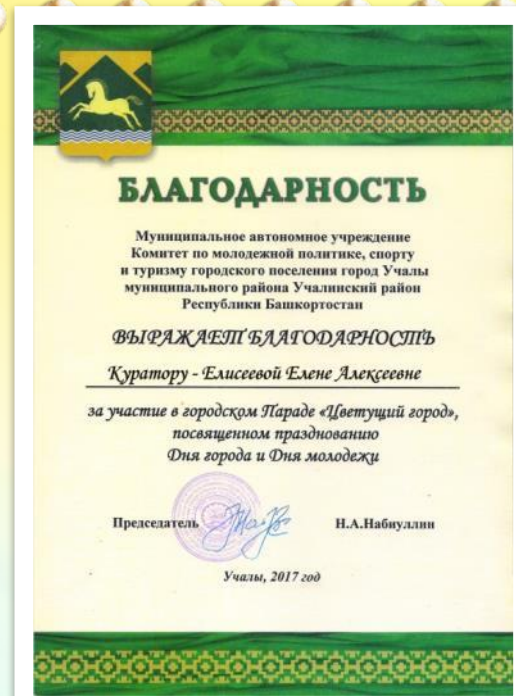 БЛАГОДАРНОСТЬ
Муниципальное автономное учреждение
Комитет по молодежной политике, спорту
и туризму городского поселения город Учалы
муниципального района Учалинский район
Республики Башкортостан
ВЫРАЖАЕТ БЛАГОДАРНОСТЬ
Куратору - Елисеевой Елене Алексеевне
за участие в городском Параде «Цветущий город»,
посвященном празднованию
Дня города и Дня молодежи
Председатель Н.А.Набиуллин
Учалы, 2017 год